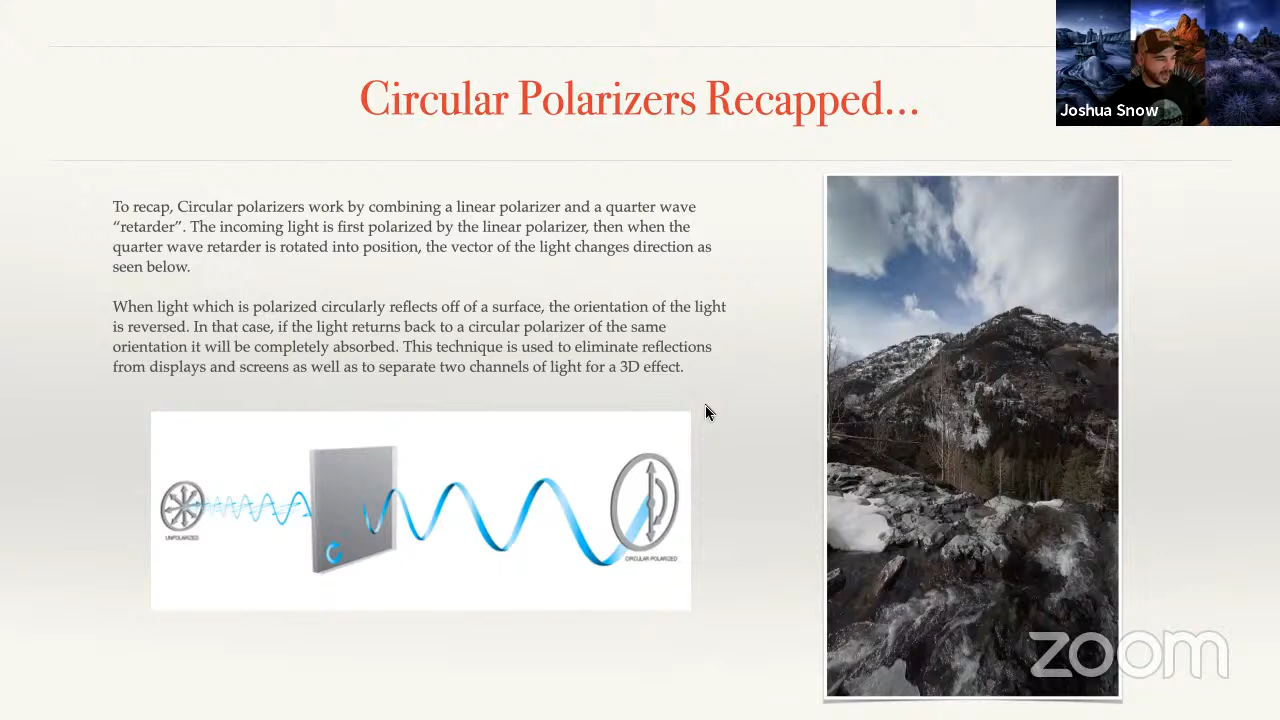 Circular Polarizers Recapped...
Joshua Snow
To recap, Circular polarizers work by combining a linear polarizer and a quarter wave
“retarder”. The incoming light is first polarized by the linear polarizer, then when the
quarter wave retarder is rotated into position, the vector of the light changes direction as
seen below.
When light which is polarized circularly reflects off of a surface, the orientation of the light
is reversed. In that case, if the light returns back to a circular polarizer of the same
orientation it will be completely absorbed. This technique is used to eliminate reflections
from displays and screens as well as to separate two channels of light for a 3D effect.
UNPOLARIZED
CIRCULAR POLARIZED
zoom